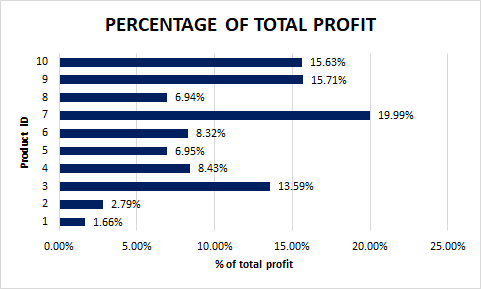 PERCENTAGE OF TOTAL PROFIT
Product ID
10 15.63%
9 15.71%
8 6.94%
7 19.99%
6 8.32%
5 6.95%
4 8.43%
3 13.59%
2 2.79%
1 1.66%
0.00% 5.00% 10.00% 15.00% 20.00% 25.00%
% of total profit